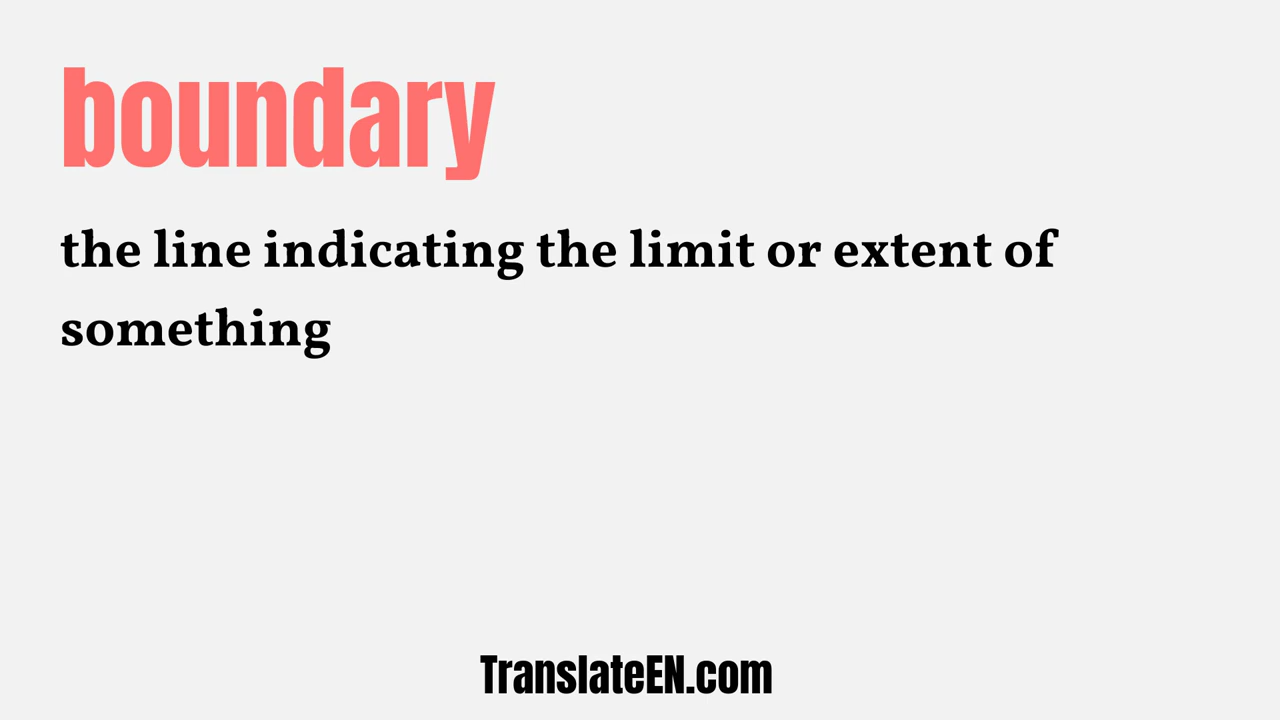 boundary
the line indicating the limit or extent of
something
TranslateEN.com